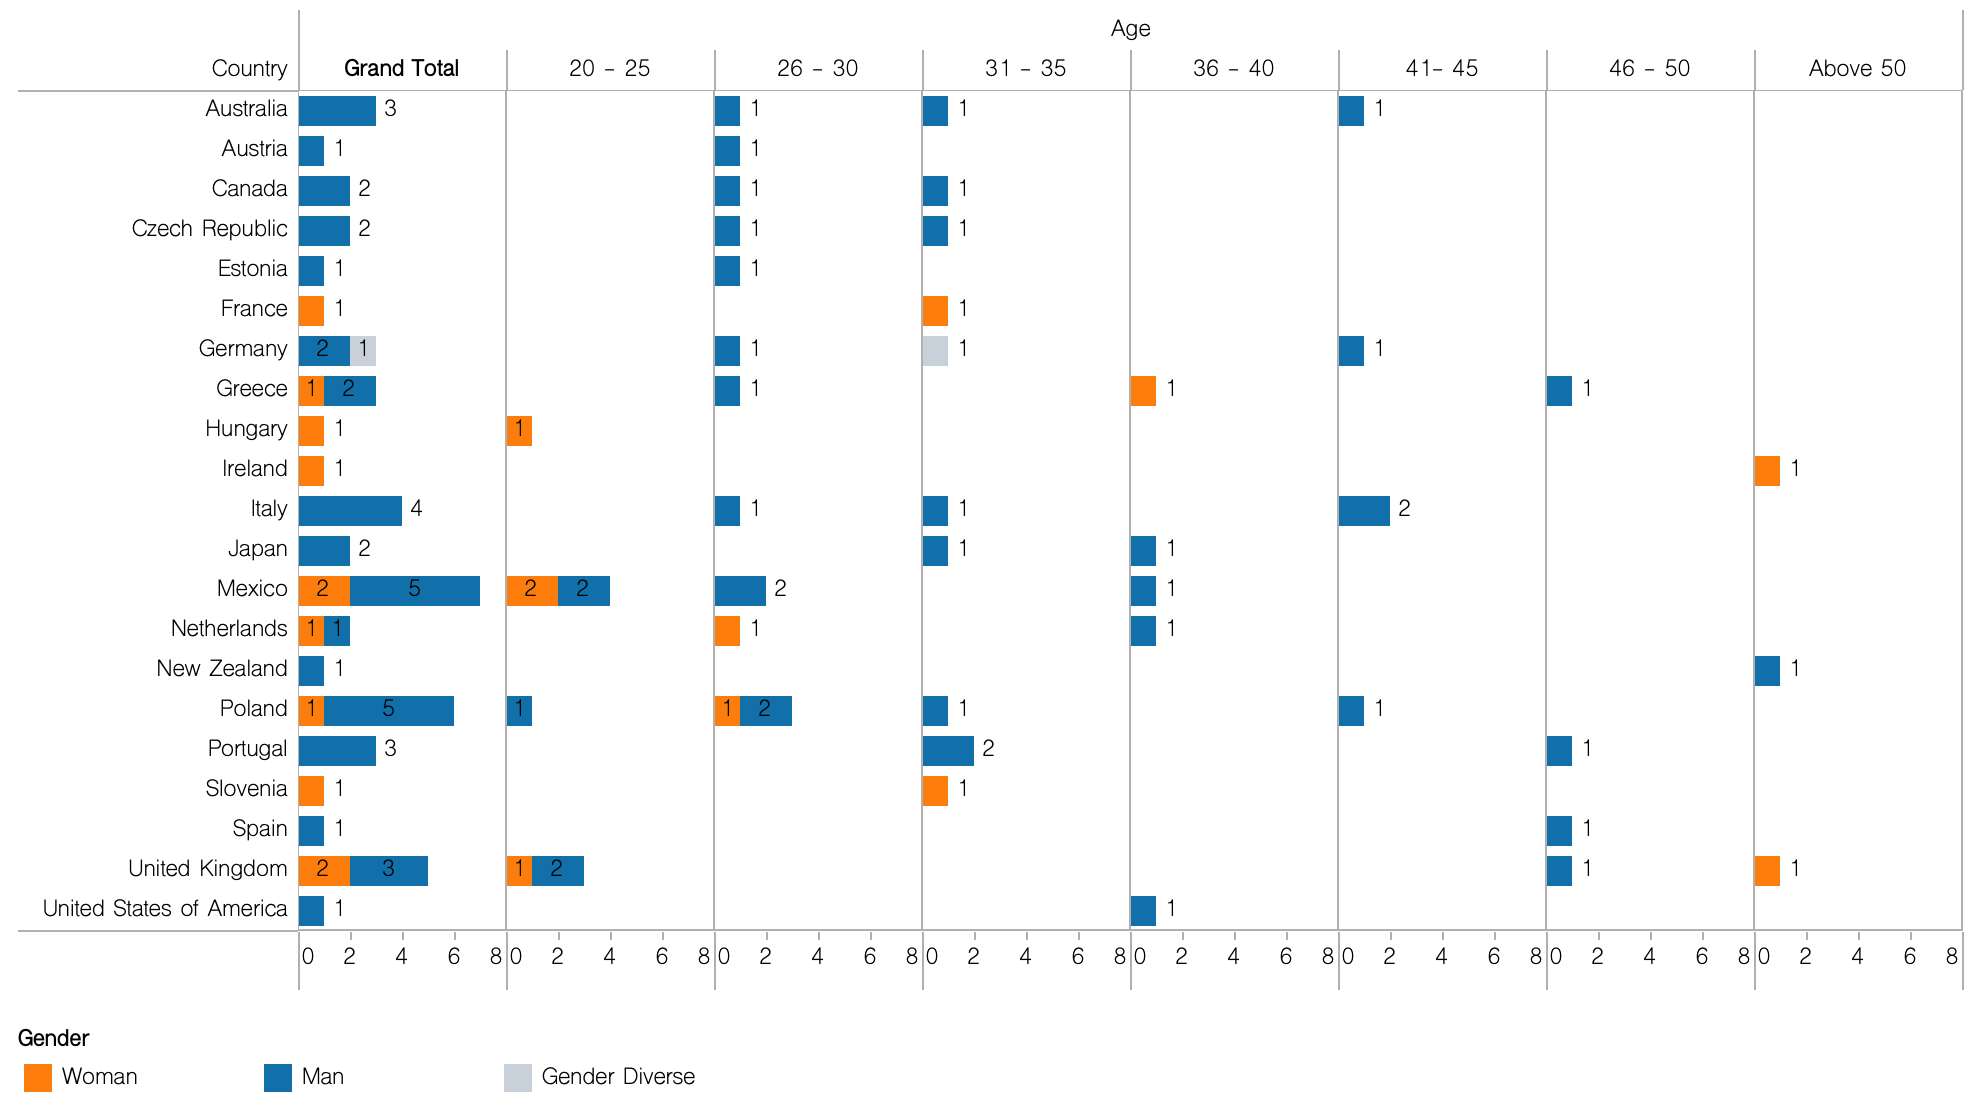 Age
Country Grand Total 20 – 25 26 – 30 31 – 35 36 – 40 41– 45 46 – 50 Above 50
Australia 3 1 1 1
Austria 1 1
Canada 2 1 1
Czech Republic 2 1 1
Estonia 1 1
France 1 1
Germany 2 1 1 1 1
Greece 1 2 1 1 1
Hungary 1 1
Ireland 1 1
Italy 4 1 1 2
Japan 2 1 1
Mexico 2 5 2 2 2 1
Netherlands 1 1 1 1
New Zealand 1 1
Poland 1 5 1 1 2 1 1
Portugal 3 2 1
Slovenia 1 1
Spain 1 1
United Kingdom 2 3 1 2 1 1
United States of America 1 1
0 2 4 6 8 0 2 4 6 8 0 2 4 6 8 0 2 4 6 8 0 2 4 6 8 0 2 4 6 8 0 2 4 6 8 0 2 4 6 8
Gender
Woman Man Gender Diverse